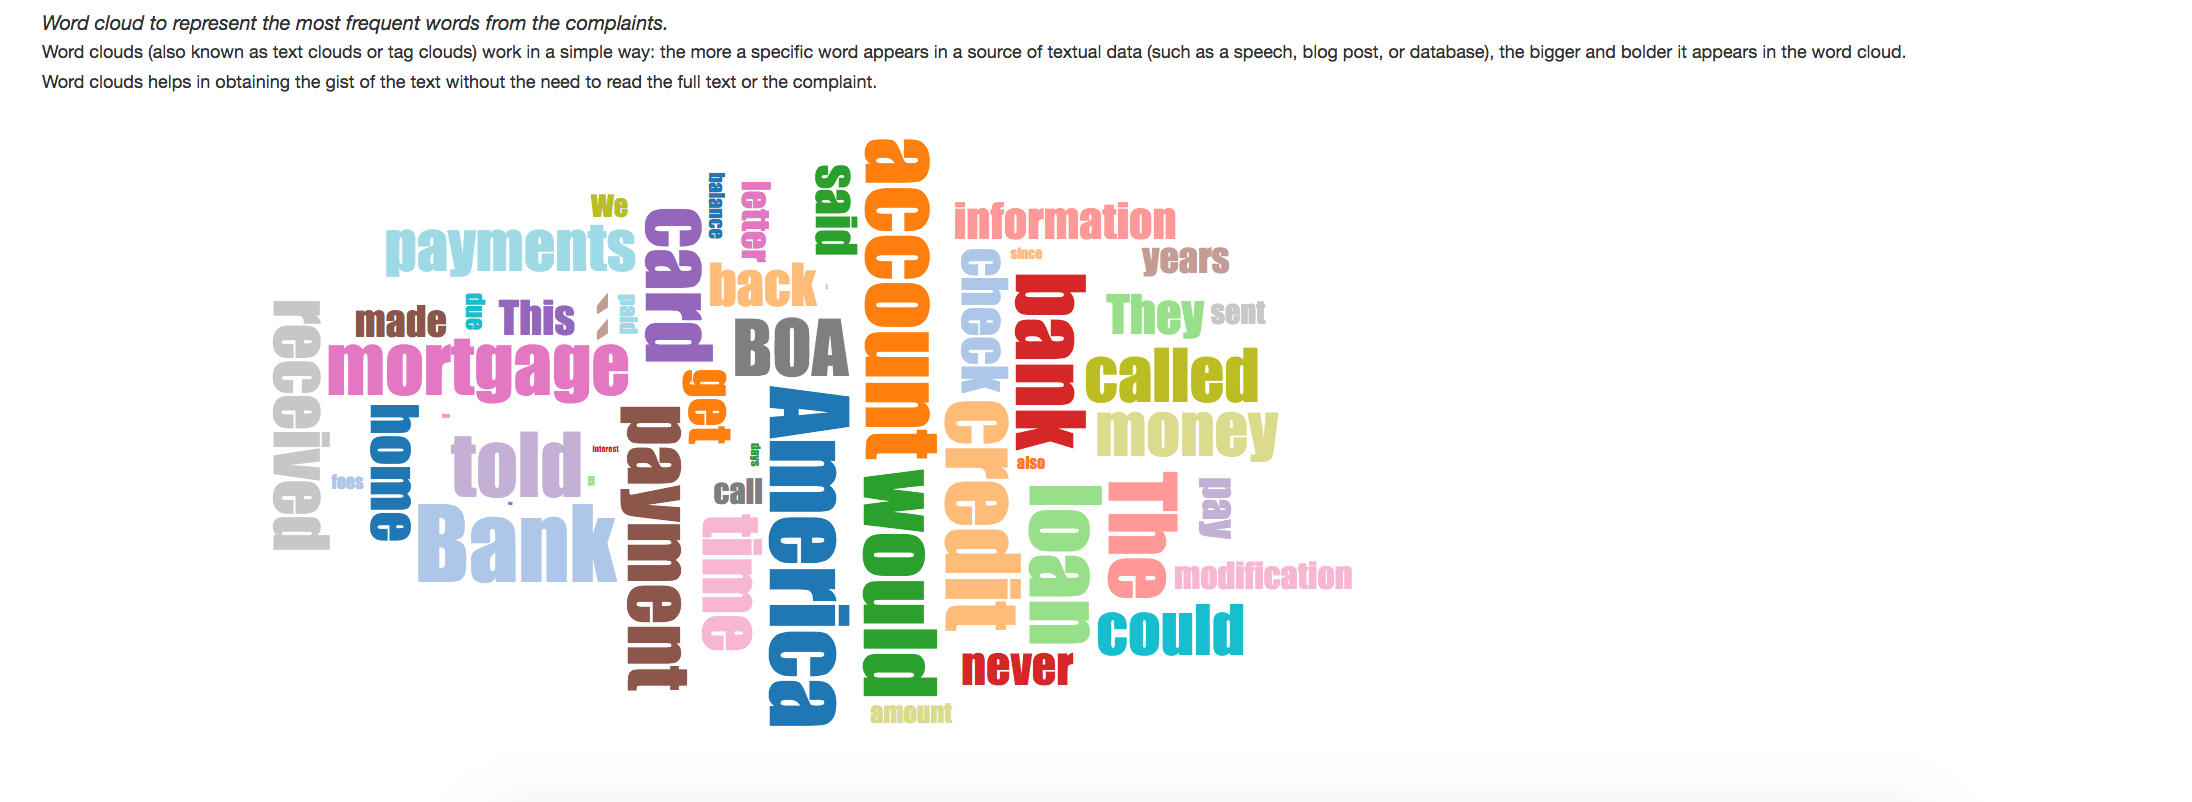 Word cloud to represent the most frequent words from the complaints.
Word clouds (also known as text clouds or tag clouds) work in a simple way: the more a specific word appears in a source of textual data (such as a speech, blog post, or database), the bigger and bolder it appears in the word cloud.
Word clouds helps in obtaining the gist of the text without the need to read the full text or the complaint.
account
said
letter
balance
We
card
payments
information
since
years
check
back
bank
They
sent
received
made
due
This
paid
BOA
mortgage
called
get
America
home
told
interest
us
payment
days
call
credit
money
also
would
fees
Bank
time
loan
The
pay
modification
could
never
amount